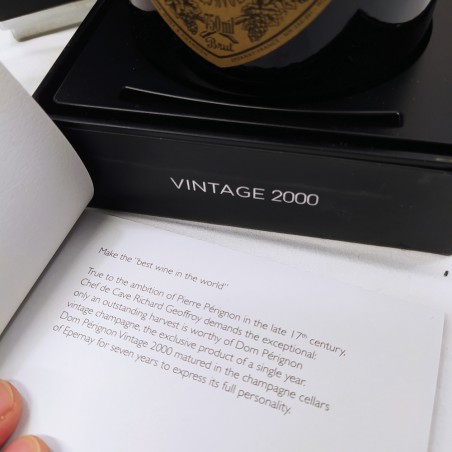 750ml
Brut
VINTAGE 2000
Make the "best wine in the world"
True to the ambition of Pierre Pérignon in the late 17th century,
Chef de Cave Richard Geoffroy demands the exceptional:
only an outstanding harvest is worthy of Dom Pérignon
vintage champagne, the exclusive product of a single year.
Dom Pérignon Vintage 2000 matured in the champagne cellars
of Epernay for seven years to express its full personality.